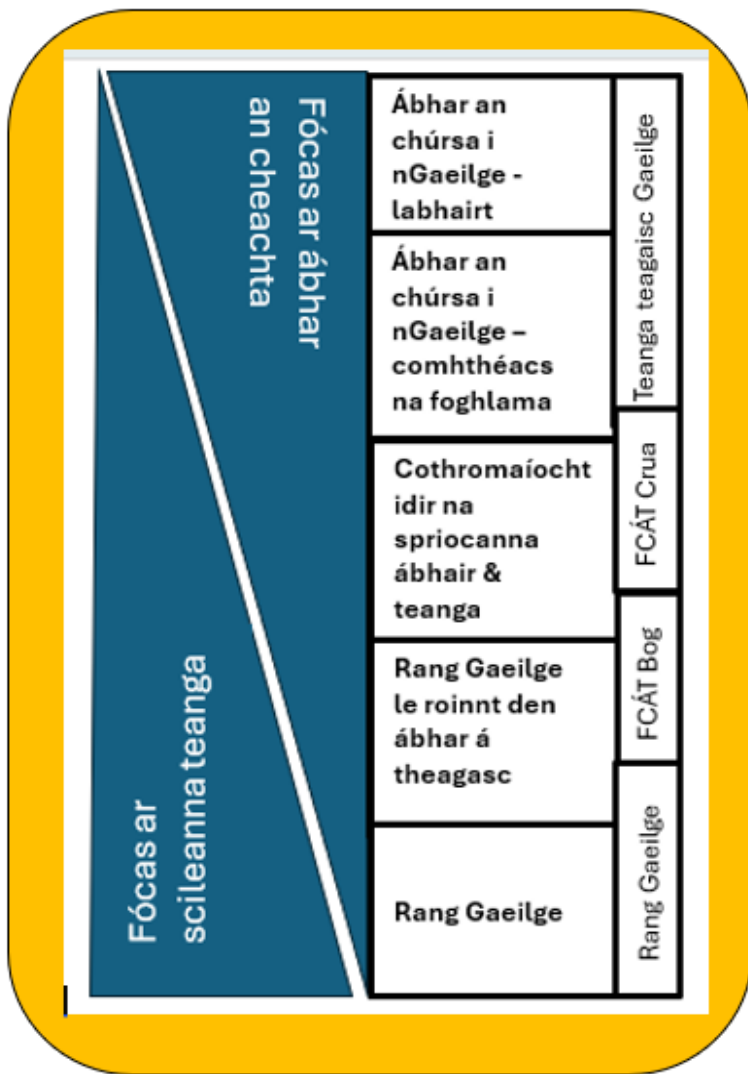 Fócas ar ábhar
an cheachta
Fócas ar
scileanna teanga
Ábhar an
chúrsa i
nGaeilge -
labhairt
Ábhar an
chúrsa i
nGaeilge –
comhthéacs
na foghlama
Cothromaíocht
idir na
spriocanna
ábhair &
teanga
Rang Gaeilge
le roinnt den
ábhar á
theagasc
Rang Gaeilge
Teanga teagaisc Gaeilge
FCÁT Crua
FCÁT Bog
Rang Gaeilge